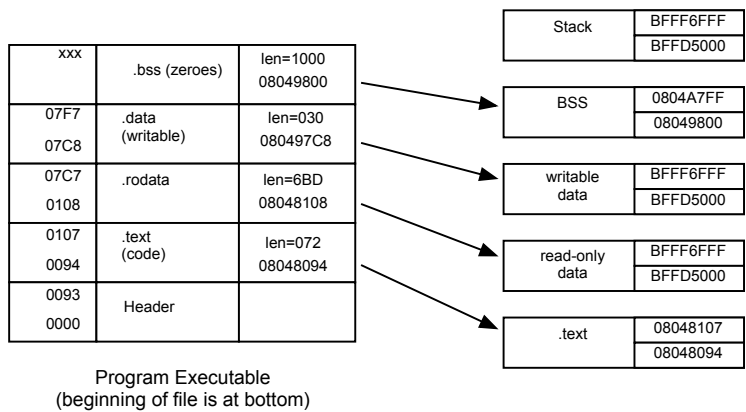 xxx
.bss (zeroes)
len=1000
08049800
07F7
07C8
.data
(writable)
len=030
080497C8
07C7
0108
.rodata
len=6BD
08048108
0107
0094
.text
(code)
len=072
08048094
0093
0000
Header
Program Executable
(beginning of file is at bottom)
Stack
BFFF6FFF
BFFD5000
BSS
0804A7FF
08049800
writable
data
BFFF6FFF
BFFD5000
read-only
data
BFFF6FFF
BFFD5000
.text
08048107
08048094